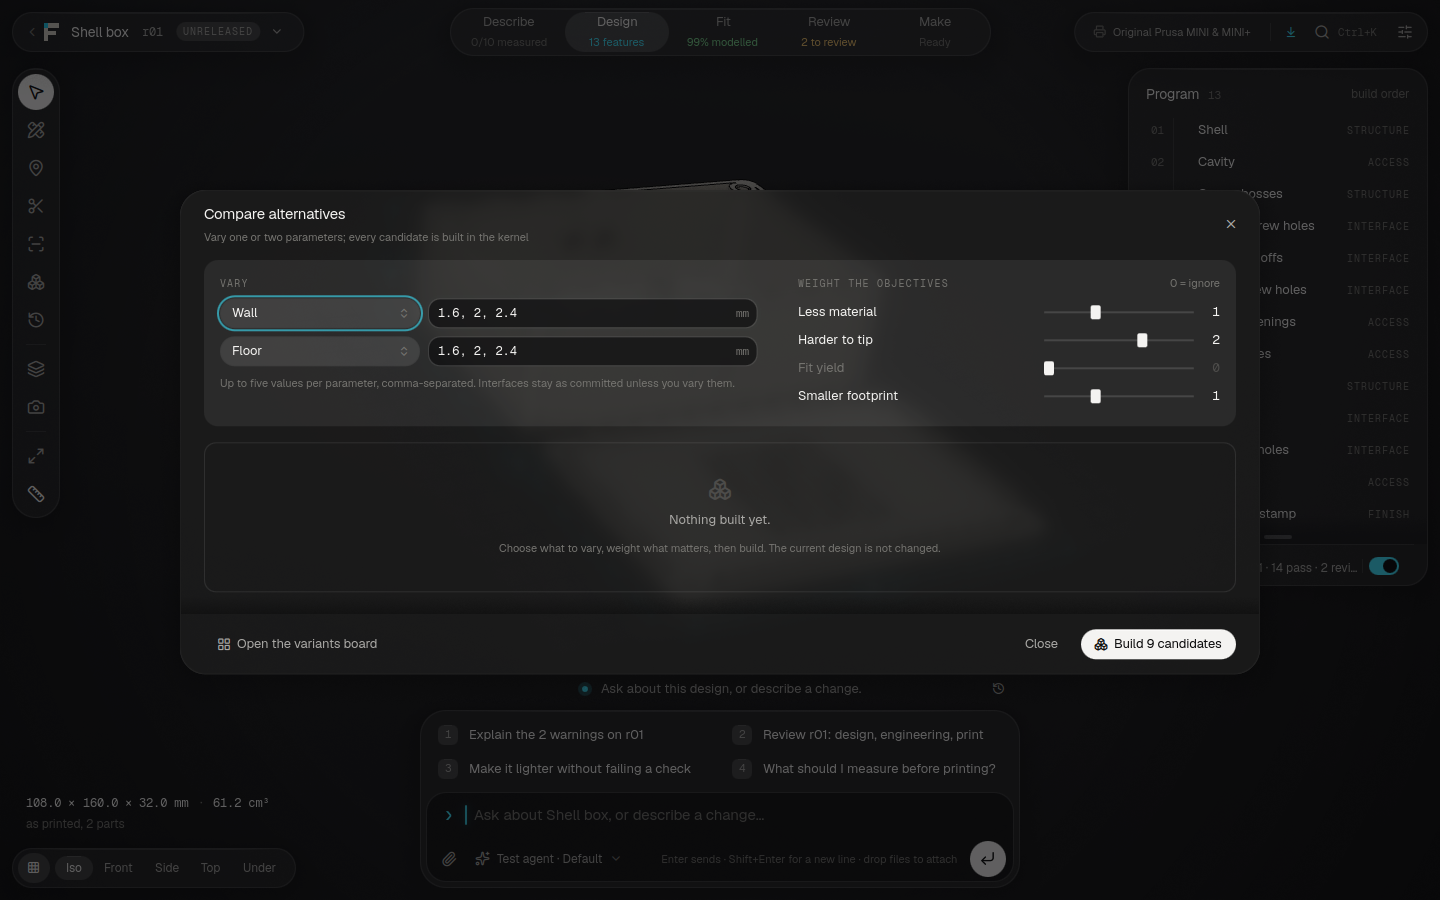 Shell box r01 UNRELEASED
Describe
0/10 measured
Design
13 features
Fit
99% modelled
Review
2 to review
Make
Ready
Original Prusa MINI & MINI+
Ctrl+K
Program 13
build order
01 Shell STRUCTURE
02 Cavity ACCESS
bosses STRUCTURE
rew holes INTERFACE
offs INTERFACE
w holes INTERFACE
enings ACCESS
es ACCESS
STRUCTURE
INTERFACE
holes INTERFACE
ACCESS
stamp FINISH
· 14 pass · 2 revi...
Compare alternatives
Vary one or two parameters; every candidate is built in the kernel
VARY
Wall 1.6, 2, 2.4 mm
Floor 1.6, 2, 2.4 mm
Up to five values per parameter, comma-separated. Interfaces stay as committed unless you vary them.
WEIGHT THE OBJECTIVES 0 = ignore
Less material 1
Harder to tip 2
Fit yield 0
Smaller footprint 1
Nothing built yet.
Choose what to vary, weight what matters, then build. The current design is not changed.
Open the variants board
Close
Build 9 candidates
Ask about this design, or describe a change.
1 Explain the 2 warnings on r01
2 Review r01: design, engineering, print
3 Make it lighter without failing a check
4 What should I measure before printing?
Ask about Shell box, or describe a change...
Test agent · Default
Enter sends · Shift+Enter for a new line · drop files to attach
108.0 × 160.0 × 32.0 mm · 61.2 cm³
as printed, 2 parts
Iso Front Side Top Under